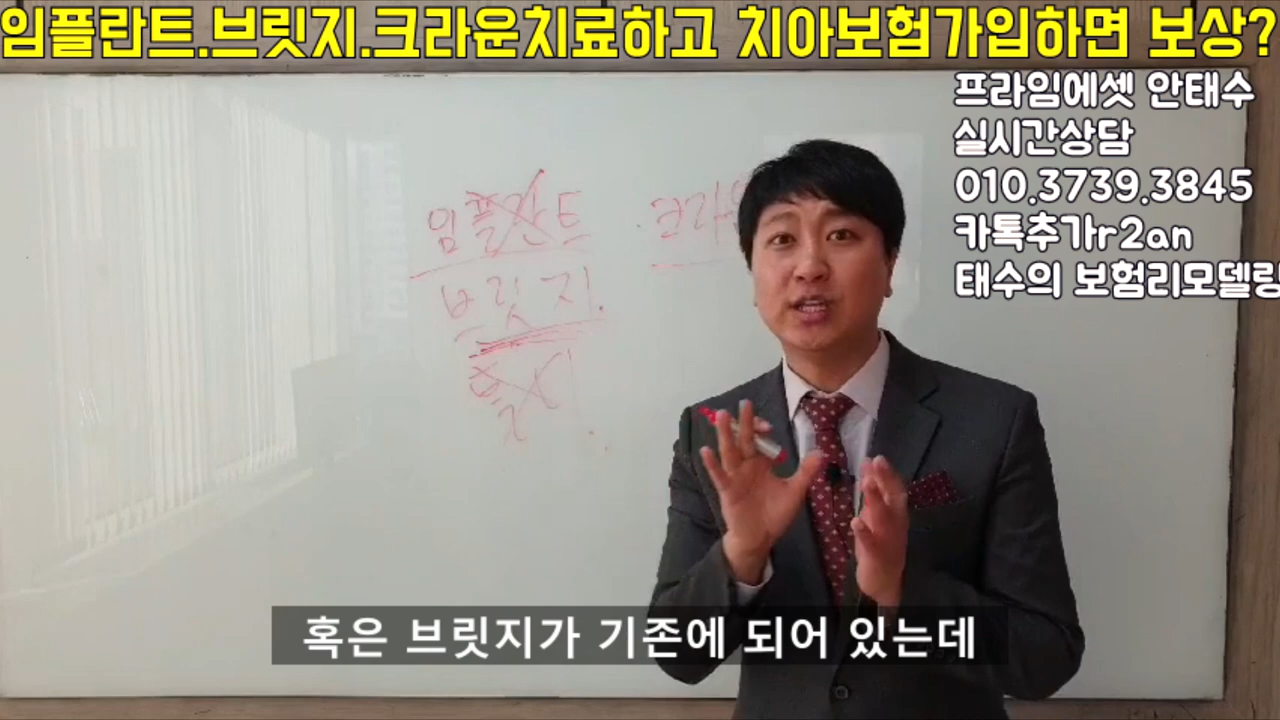 임플란트.브릿지.크라운치료하고 치아보험가입하면 보상?
프라임에셋 안태수
실시간상담
010.3739.3845
카톡추가r2an
태수의 보험리모델링
임플란트
크라운
브릿지.
혹은 브릿지가 기존에 되어 있는데